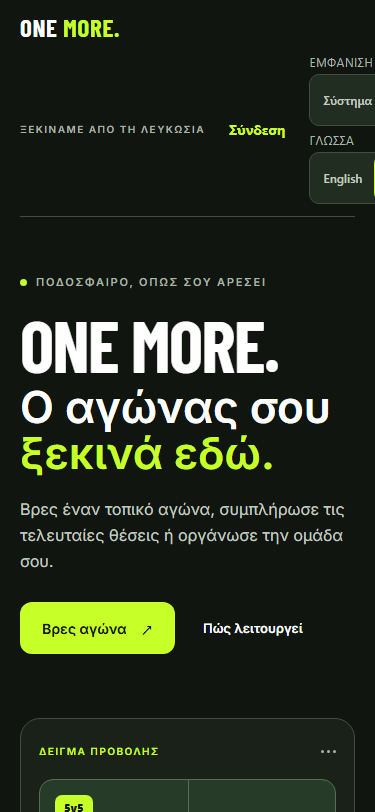 ONE MORE.
ΕΜΦΑΝΙΣΗ
Σύστημα
ΞΕΚΙΝΑΜΕ ΑΠΟ ΤΗ ΛΕΥΚΩΣΙΑ
Σύνδεση
ΓΛΩΣΣΑ
English
ΠΟΔΟΣΦΑΙΡΟ, ΟΠΩΣ ΣΟΥ ΑΡΕΣΕΙ
ONE MORE.
Ο αγώνας σου
ξεκινά εδώ.
Βρες έναν τοπικό αγώνα, συμπλήρωσε τις
τελευταίες θέσεις ή οργάνωσε την ομάδα
σου.
Βρες αγώνα ↗
Πώς λειτουργεί
ΔΕΙΓΜΑ ΠΡΟΒΟΛΗΣ
5v5